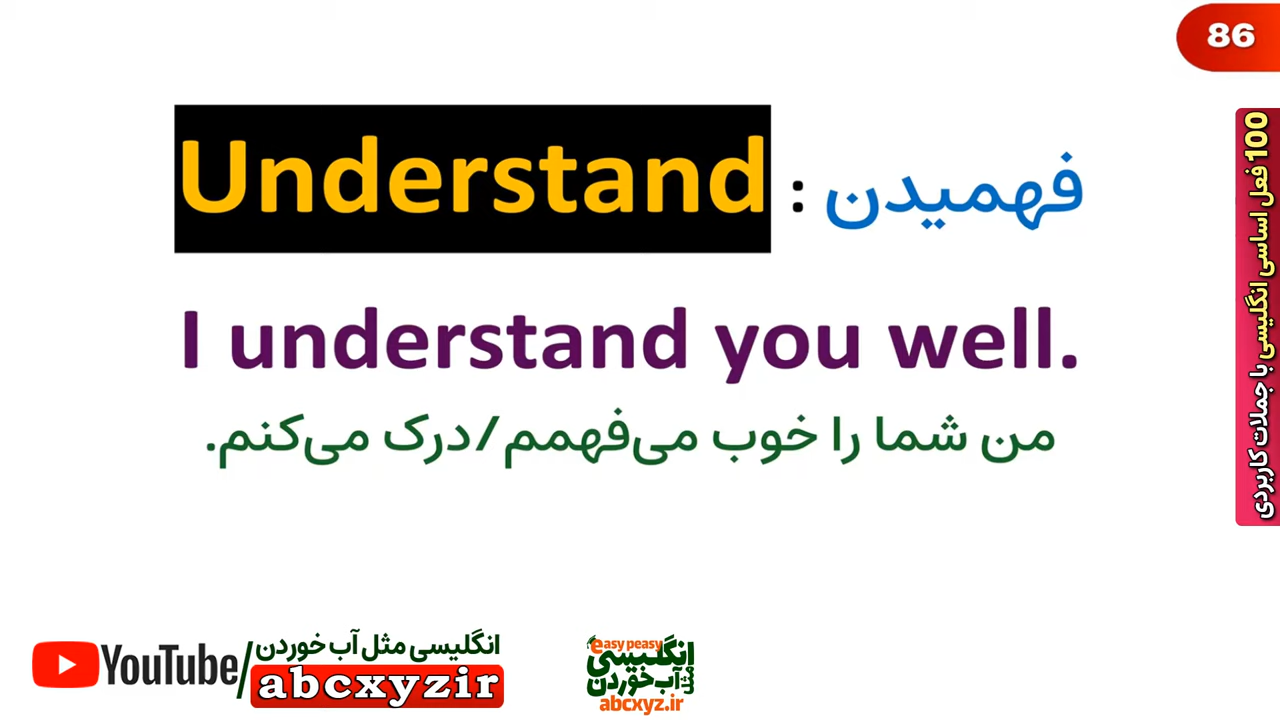 86
Understand : فهمیدن
I understand you well.
من شما را خوب می‌فهمم/درک می‌کنم.
100 فعل اساسی انگلیسی با جملات کاربردی
YouTube/انگلیسی مثل آب خوردن
abcxyzir
easy peasy
انگلیسی
مثل
آب خوردن
abcxyz.ir